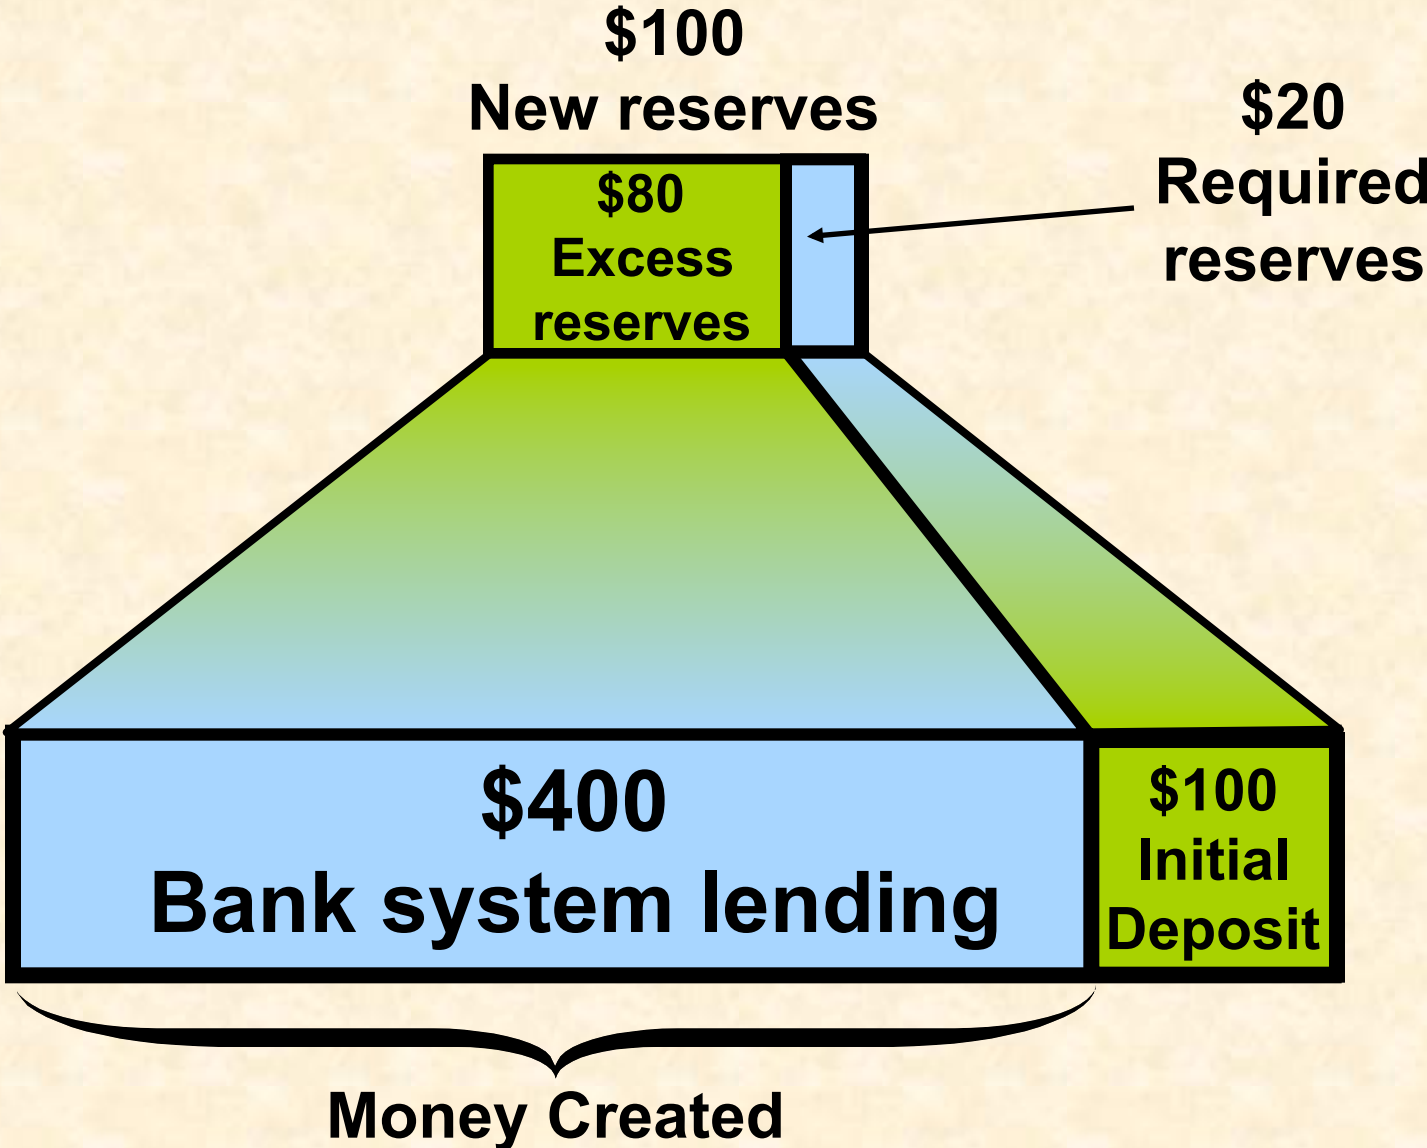 $100
New reserves
$20
Required
reserves
$80
Excess
reserves
$400
Bank system lending
$100
Initial
Deposit
Money Created